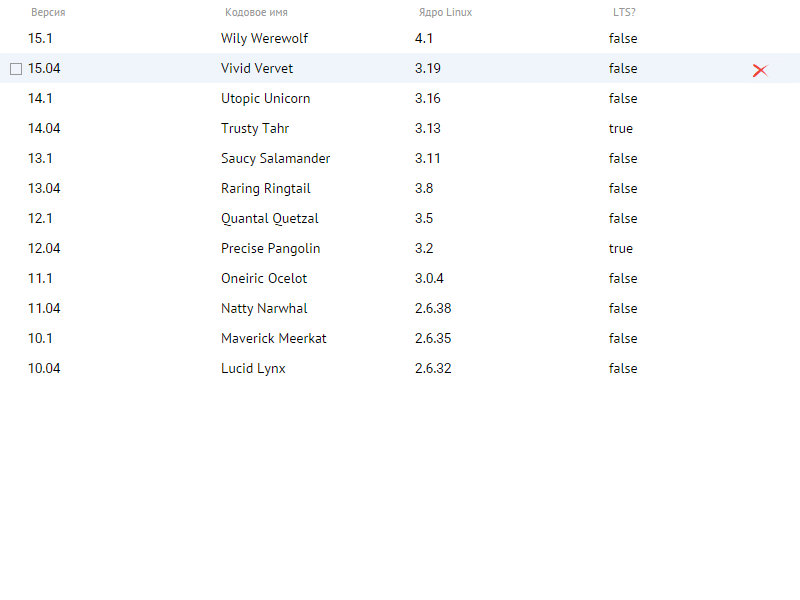 Версия Кодовое имя Ядро Linux LTS?
15.1 Wily Werewolf 4.1 false
15.04 Vivid Vervet 3.19 false
14.1 Utopic Unicorn 3.16 false
14.04 Trusty Tahr 3.13 true
13.1 Saucy Salamander 3.11 false
13.04 Raring Ringtail 3.8 false
12.1 Quantal Quetzal 3.5 false
12.04 Precise Pangolin 3.2 true
11.1 Oneiric Ocelot 3.0.4 false
11.04 Natty Narwhal 2.6.38 false
10.1 Maverick Meerkat 2.6.35 false
10.04 Lucid Lynx 2.6.32 false